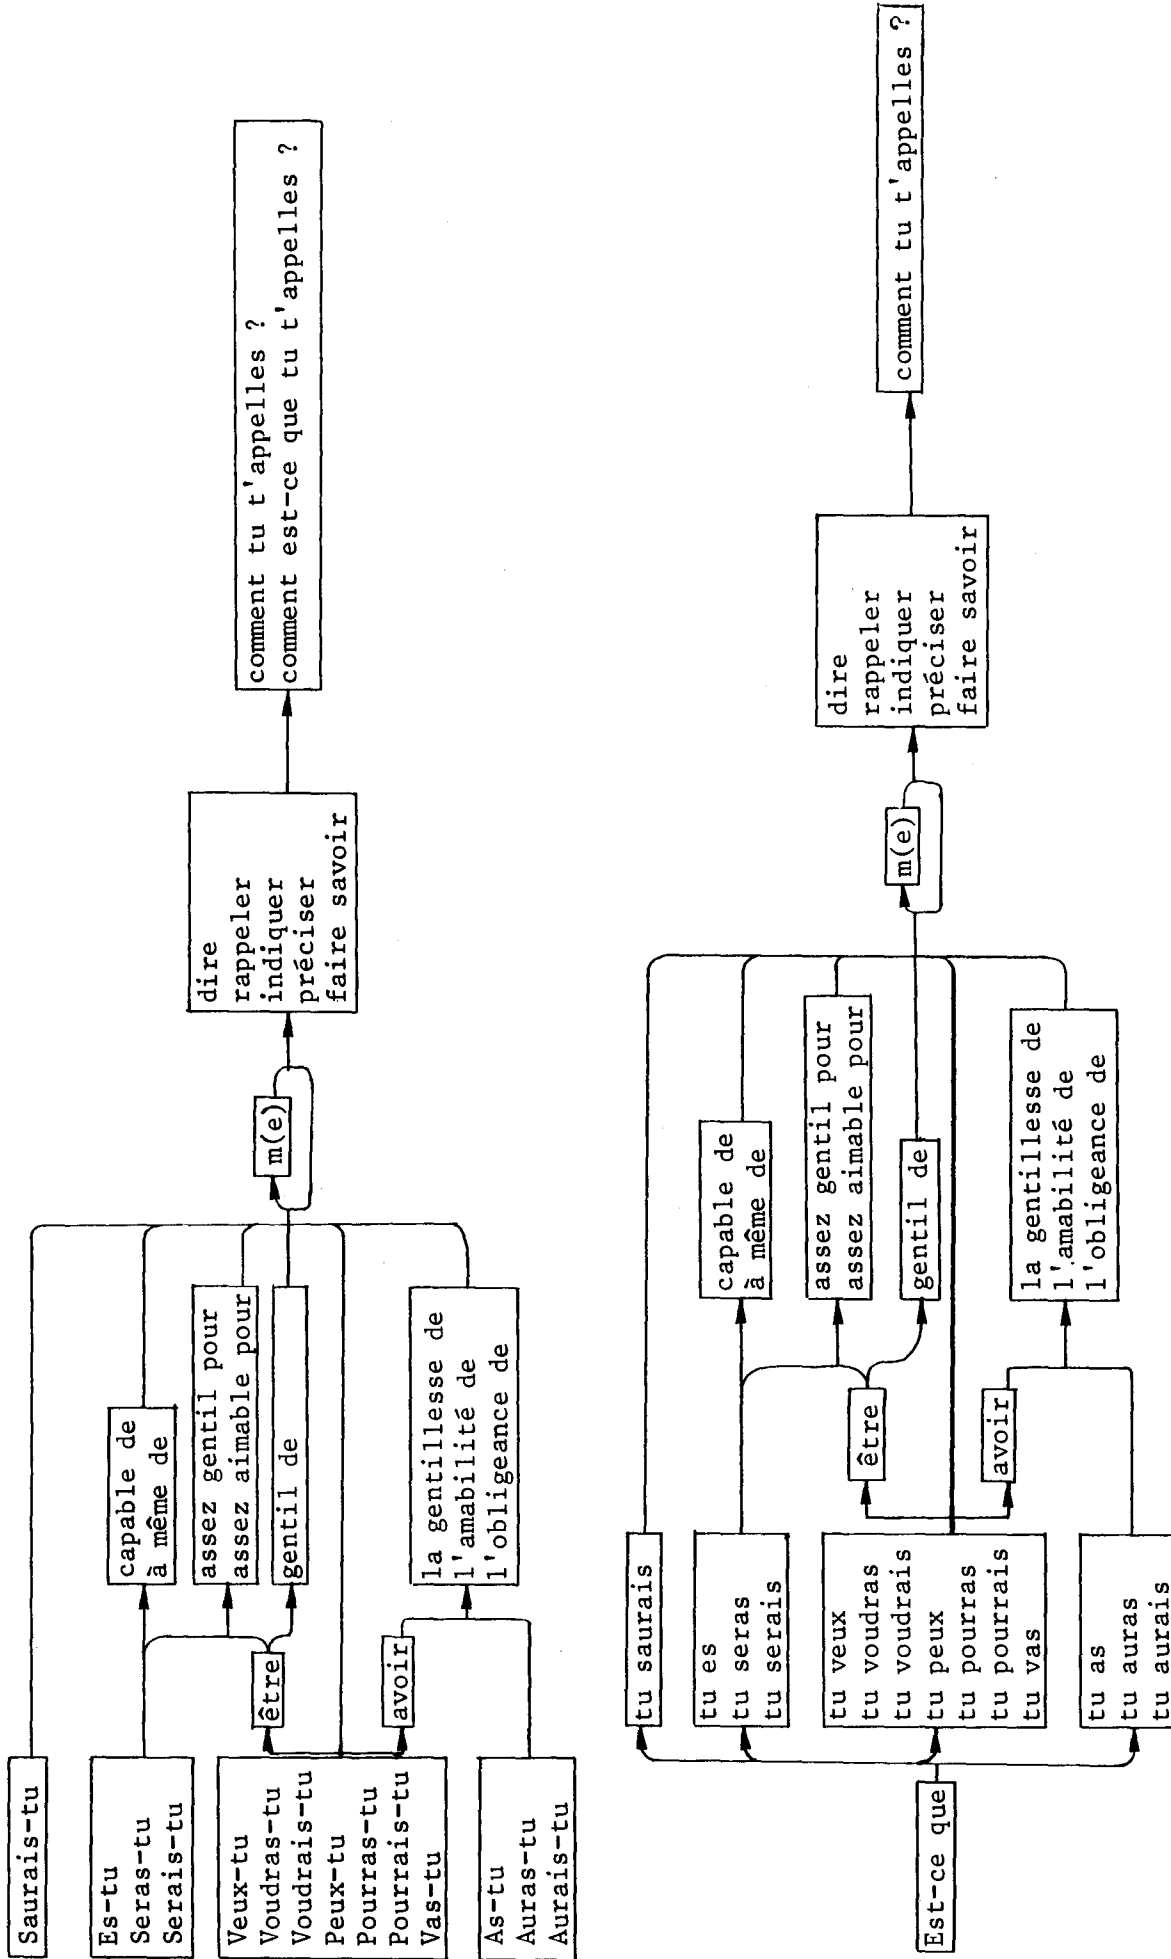 Saurais-tu
Es-tu
Seras-tu
Serais-tu
Veux-tu
Voudras-tu
Voudrais-tu
Peux-tu
Pourras-tu
Pourrais-tu
Vas-tu
As-tu
Auras-tu
Aurais-tu
être
avoir
capable de
à même de
assez gentil pour
assez aimable pour
gentil de
la gentillesse de
l'amabilité de
l'obligeance de
m(e)
dire
rappeler
indiquer
préciser
faire savoir
comment tu t'appelles ?
comment est-ce que tu t'appelles ?
Est-ce que
tu saurais
tu es
tu seras
tu serais
tu veux
tu voudras
tu voudrais
tu peux
tu pourras
tu pourrais
tu vas
tu as
tu auras
tu aurais
être
avoir
capable de
à même de
assez gentil pour
assez aimable pour
gentil de
la gentillesse de
l'amabilité de
l'obligeance de
m(e)
dire
rappeler
indiquer
préciser
faire savoir
comment tu t'appelles ?